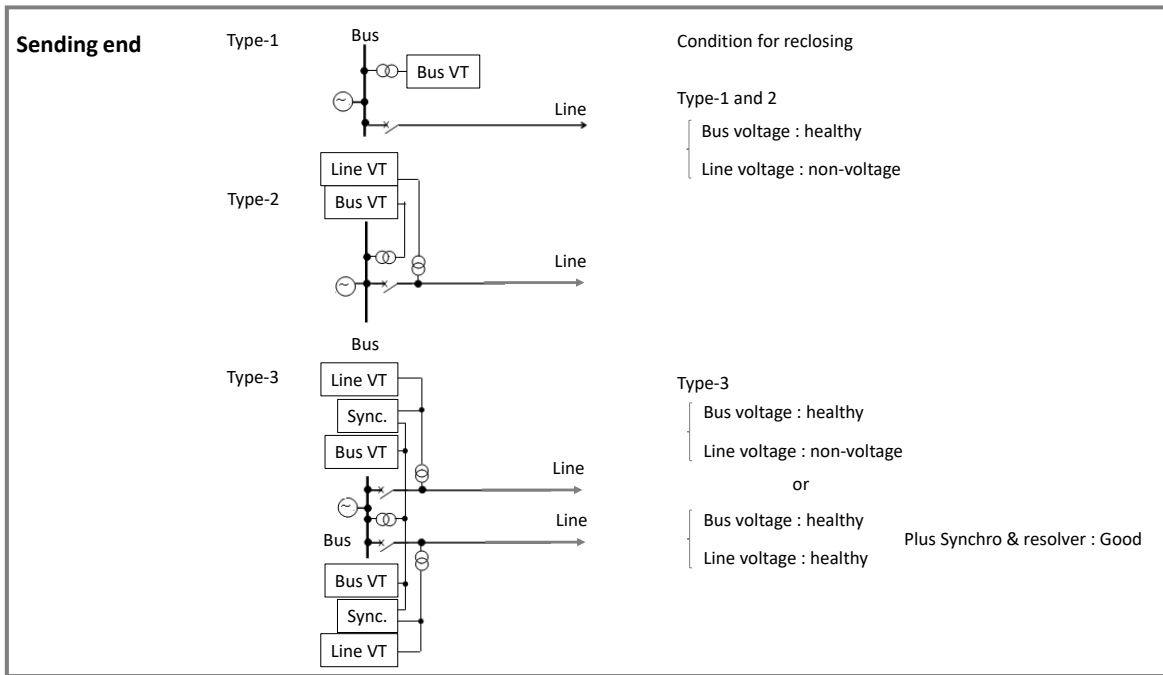 Sending end
Type-1
Bus
Bus VT
Line
Condition for reclosing
Type-1 and 2
Bus voltage : healthy
Line voltage : non-voltage
Type-2
Line VT
Bus VT
Line
Bus
Type-3
Line VT
Sync.
Bus VT
Line
Line
Bus
Bus VT
Sync.
Line VT
Type-3
Bus voltage : healthy
Line voltage : non-voltage
or
Bus voltage : healthy
Line voltage : healthy
Plus Synchro & resolver : Good